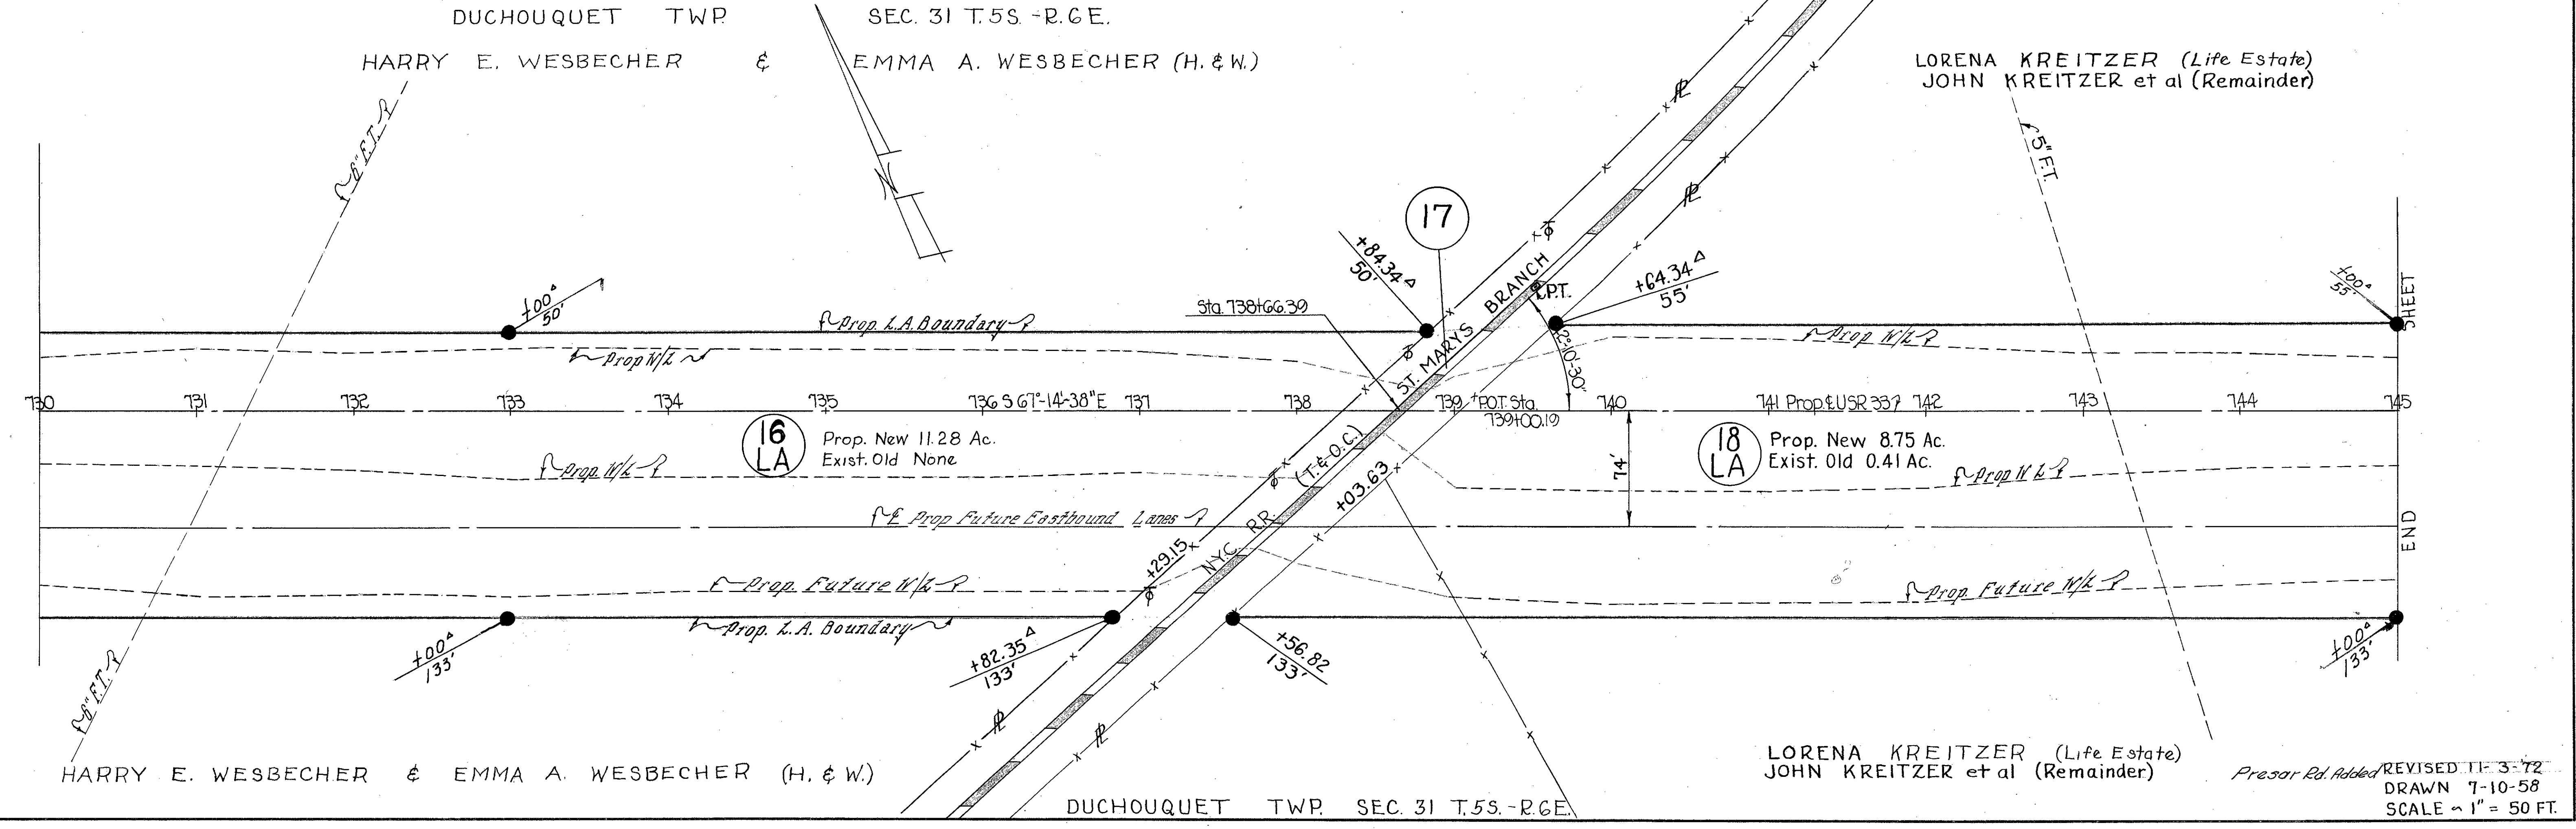 DUCHOUQUET TWP. SEC. 31 T.5S.-R.6E.
HARRY E. WESBECHER & EMMA A. WESBECHER (H. & W.)
LORENA KREITZER (Life Estate)
JOHN KREITZER et al (Remainder)
6" F.T.
5" F.T.
N
17
+84.34 Δ
50'
+64.34 Δ
55'
+00 Δ
50'
+00 Δ
55'
SHEET
Sta. 738+66.39
Prop. L.A. Boundary
Prop W/L
ST. MARYS BRANCH
P.T.
Prop W/L
730 731 732 733 734 735 736 S 67°-14'-38" E 737 738 739 P.O.T. Sta. 740 741 Prop. ℄ USR 33 742 743 744 745
739+00.19
16
LA
Prop. New 11.28 Ac.
Exist. Old None
18
LA
Prop. New 8.75 Ac.
Exist. Old 0.41 Ac.
74'
Prop. W/L
(T. & O.C.)
+03.63
Prop W L
℄ Prop Future Eastbound Lanes
N.Y.C. R.R.
END
+29.15
Prop. Future W/L
Prop. Future W/L
Prop. L.A. Boundary
+00 Δ
133'
+82.35 Δ
133'
+56.82
133'
+00 Δ
133'
6" F.T.
HARRY E. WESBECHER & EMMA A. WESBECHER (H. & W.)
LORENA KREITZER (Life Estate)
JOHN KREITZER et al (Remainder)
DUCHOUQUET TWP. SEC. 31 T.5S.-R.6E.
Presar Rd. Added REVISED 11-3-72
DRAWN 7-10-58
SCALE ~ 1" = 50 FT.